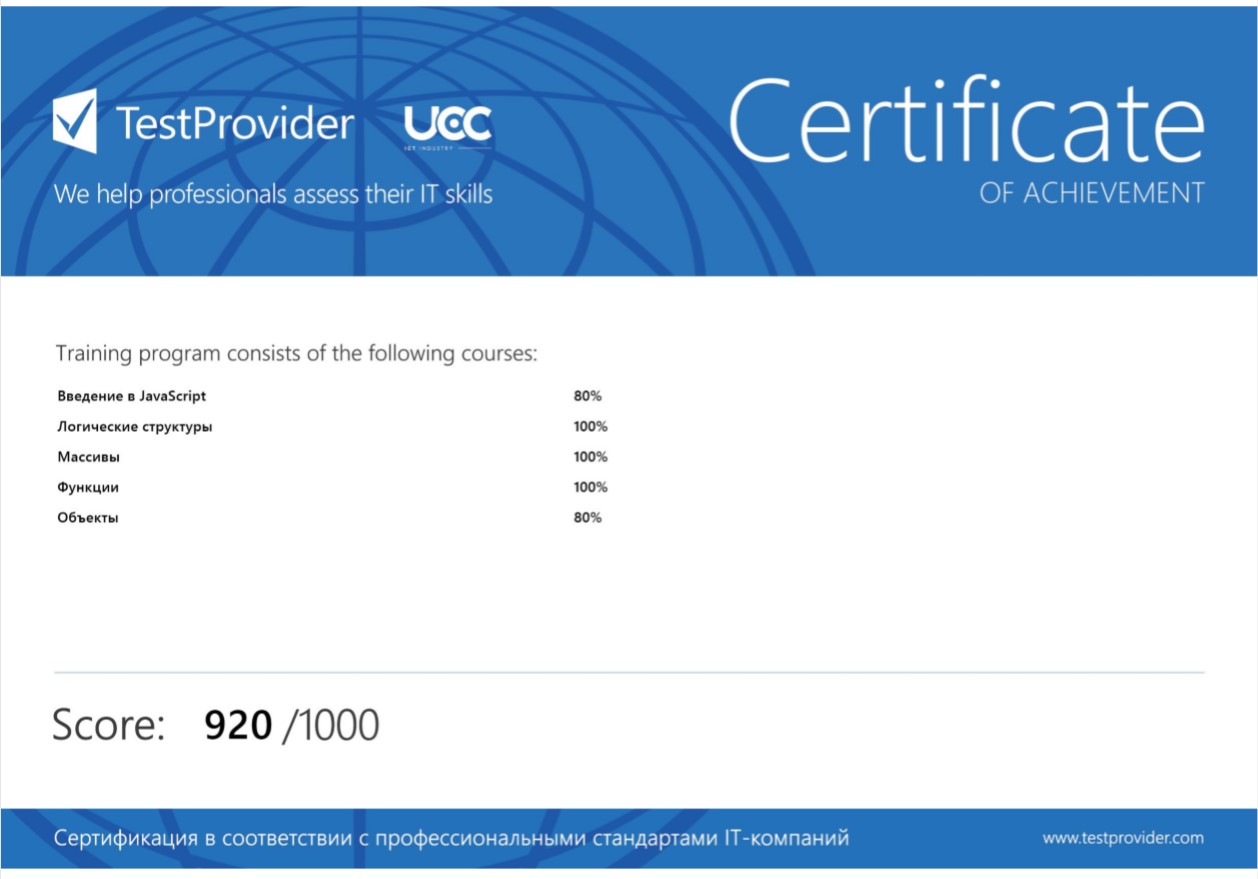 TestProvider
UCC
ICT INDUSTRY
We help professionals assess their IT skills
Certificate
OF ACHIEVEMENT
Training program consists of the following courses:
Введение в JavaScript 80%
Логические структуры 100%
Массивы 100%
Функции 100%
Объекты 80%
Score: 920 /1000
Сертификация в соответствии с профессиональными стандартами IT-компаний
www.testprovider.com